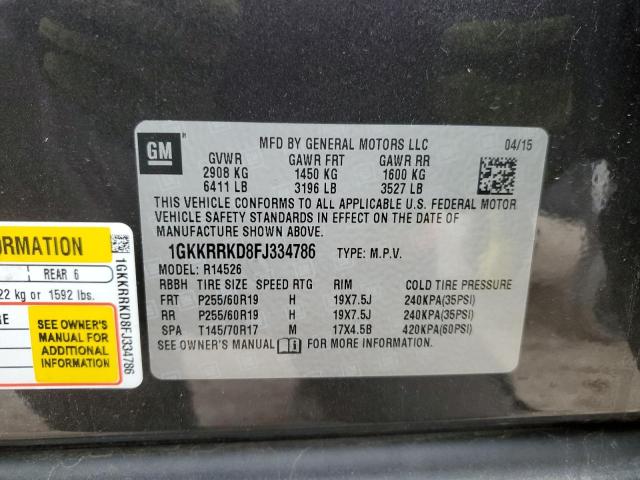 GM
MFD BY GENERAL MOTORS LLC 04/15
GVWR GAWR FRT GAWR RR
2908 KG 1450 KG 1600 KG
6411 LB 3196 LB 3527 LB
THIS VEHICLE CONFORMS TO ALL APPLICABLE U.S. FEDERAL MOTOR
VEHICLE SAFETY STANDARDS IN EFFECT ON THE DATE OF
MANUFACTURE SHOWN ABOVE.
1GKKRRKD8FJ334786 TYPE: M.P.V.
MODEL: R14526
RBBH TIRE SIZE SPEED RTG RIM COLD TIRE PRESSURE
FRT P255/60R19 H 19X7.5J 240KPA(35PSI)
RR P255/60R19 H 19X7.5J 240KPA(35PSI)
SPA T145/70R17 M 17X4.5B 420KPA(60PSI)
SEE OWNER'S MANUAL FOR MORE INFORMATION.
ORMATION
REAR 6
22 kg or 1592 lbs.
RE
SEE OWNER'S
MANUAL FOR
ADDITIONAL
INFORMATION
1GKKRRKD8FJ334786